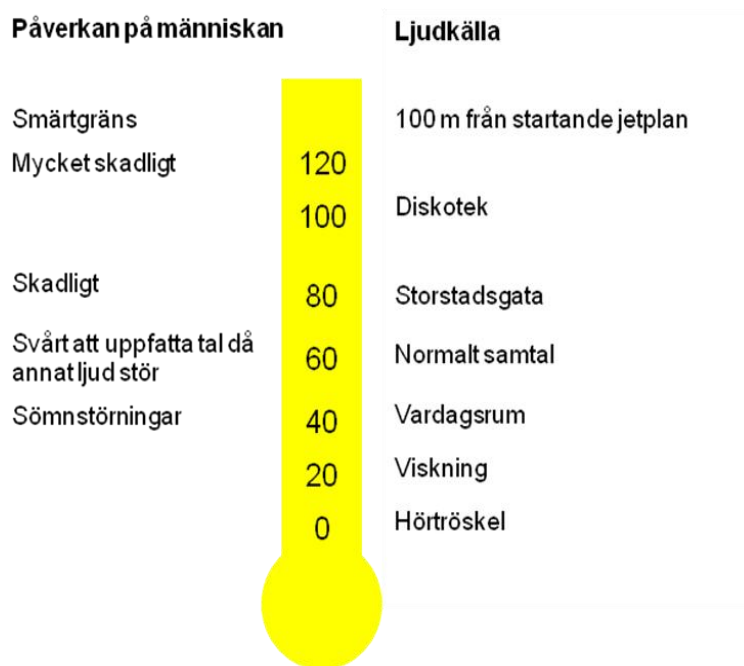 Påverkan på människan
Ljudkälla
Smärtgräns
100 m från startande jetplan
Mycket skadligt
120
100
Diskotek
Skadligt
80
Storstadsgata
Svårt att uppfatta tal då
annat ljud stör
60
Normalt samtal
Sömnstörningar
40
Vardagsrum
20
Viskning
0
Hörtröskel